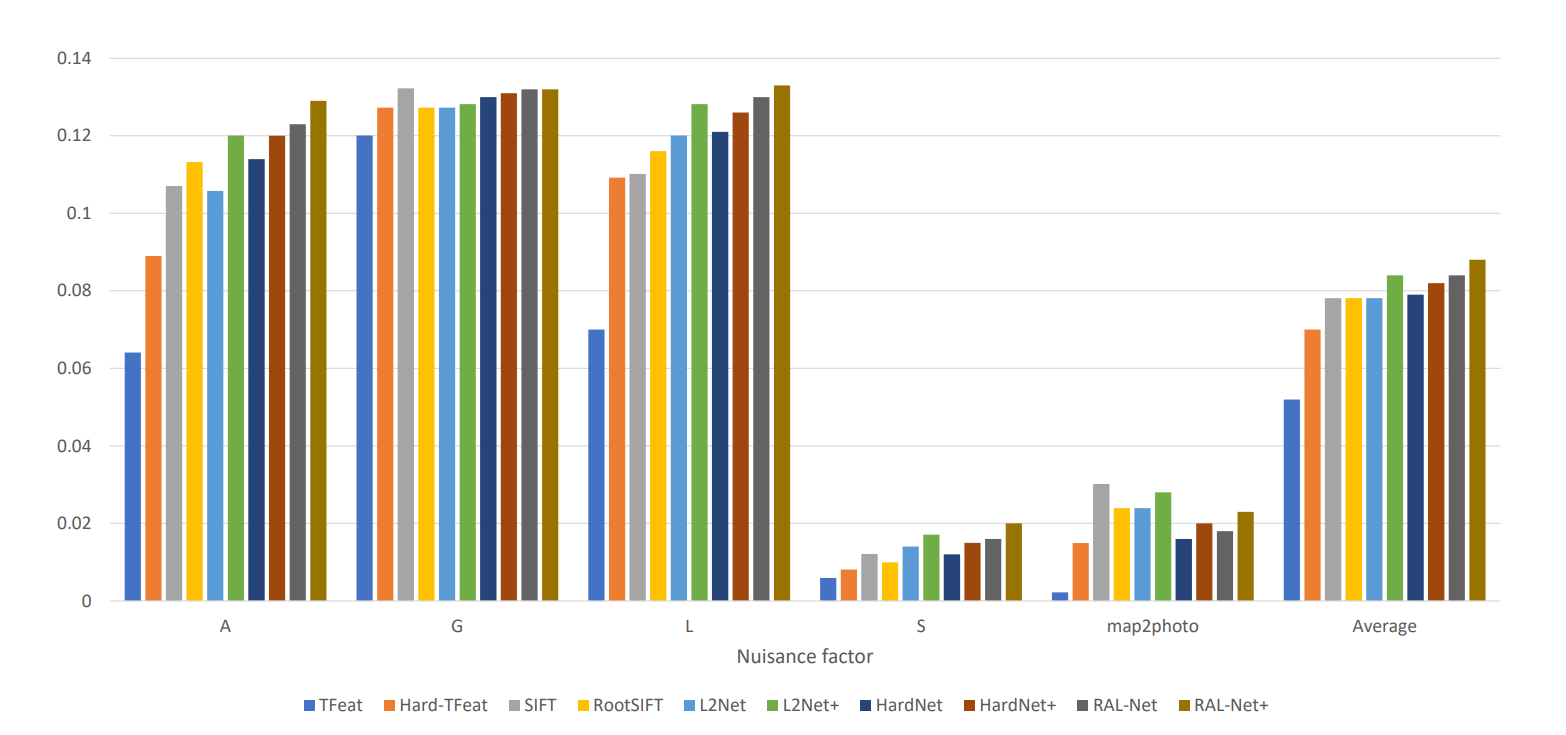 0.14
0.12
0.1
0.08
0.06
0.04
0.02
0
A G L S map2photo Average
Nuisance factor
TFeat Hard-TFeat SIFT RootSIFT L2Net L2Net+ HardNet HardNet+ RAL-Net RAL-Net+